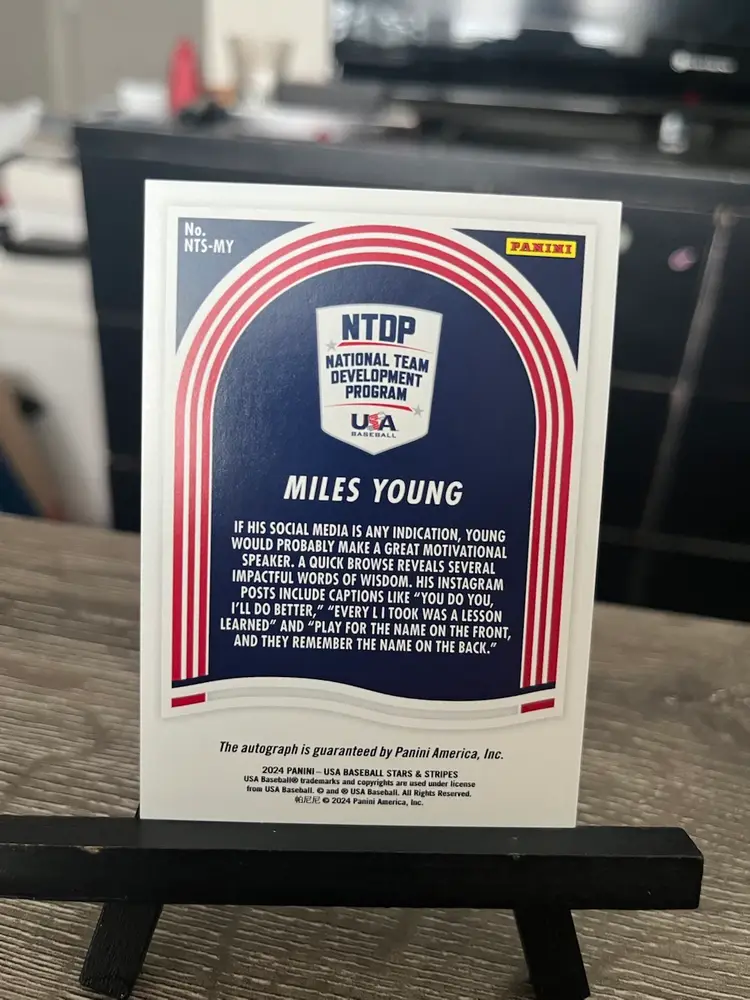 No.
NTS-MY
PANINI
NTDP
NATIONAL TEAM
DEVELOPMENT
PROGRAM
USA
BASEBALL
MILES YOUNG
IF HIS SOCIAL MEDIA IS ANY INDICATION, YOUNG
WOULD PROBABLY MAKE A GREAT MOTIVATIONAL
SPEAKER. A QUICK BROWSE REVEALS SEVERAL
IMPACTFUL WORDS OF WISDOM. HIS INSTAGRAM
POSTS INCLUDE CAPTIONS LIKE “YOU DO YOU,
I’LL DO BETTER,” “EVERY L I TOOK WAS A LESSON
LEARNED” AND “PLAY FOR THE NAME ON THE FRONT,
AND THEY REMEMBER THE NAME ON THE BACK.”
The autograph is guaranteed by Panini America, Inc.
2024 PANINI – USA BASEBALL STARS & STRIPES
USA Baseball® trademarks and copyrights are used under license
from USA Baseball. © and ® USA Baseball. All Rights Reserved.
帕尼尼 © 2024 Panini America, Inc.